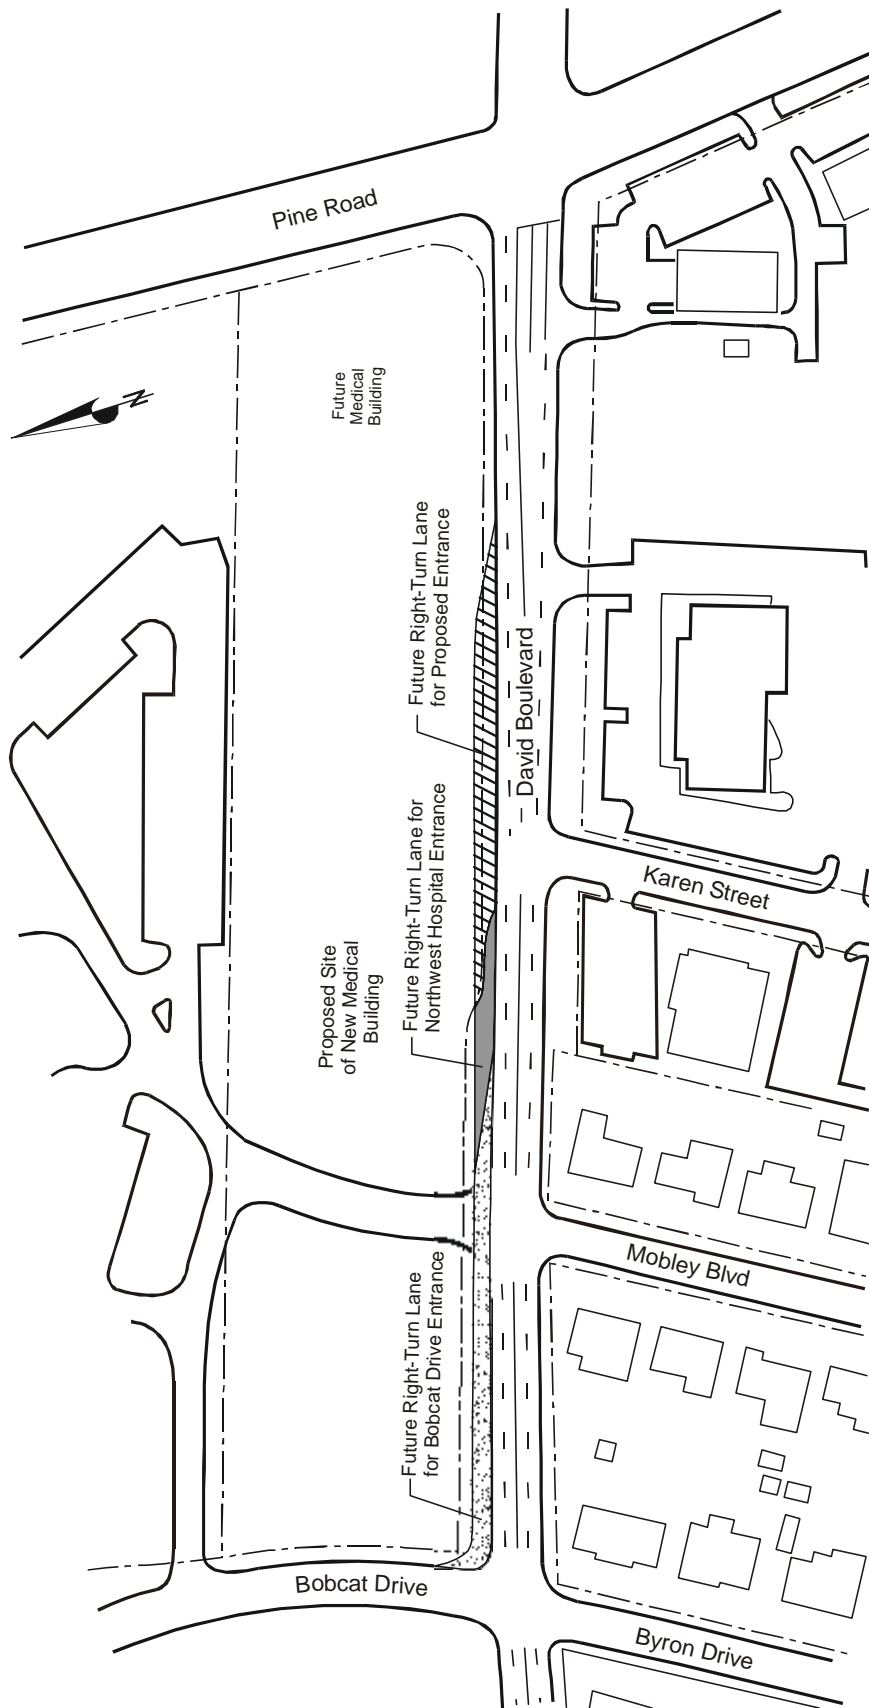 Pine Road
N
Future
Medical
Building
Future Right-Turn Lane
for Proposed Entrance
David Boulevard
Future Right-Turn Lane for
Northwest Hospital Entrance
Karen Street
Proposed Site
of New Medical
Building
Mobley Blvd
Future Right-Turn Lane
for Bobcat Drive Entrance
Bobcat Drive
Byron Drive